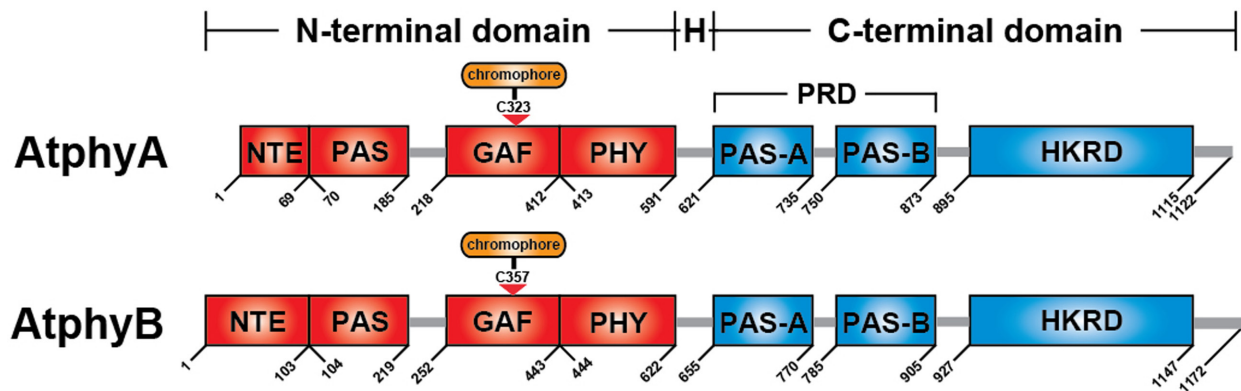 N-terminal domain H C-terminal domain
chromophore
C323
PRD
AtphyA NTE PAS GAF PHY PAS-A PAS-B HKRD
1 69 70 185 218 412 413 591 621 735 750 873 895 1115 1122
chromophore
C357
AtphyB NTE PAS GAF PHY PAS-A PAS-B HKRD
1 103 104 219 252 443 444 622 655 770 785 905 927 1147 1172